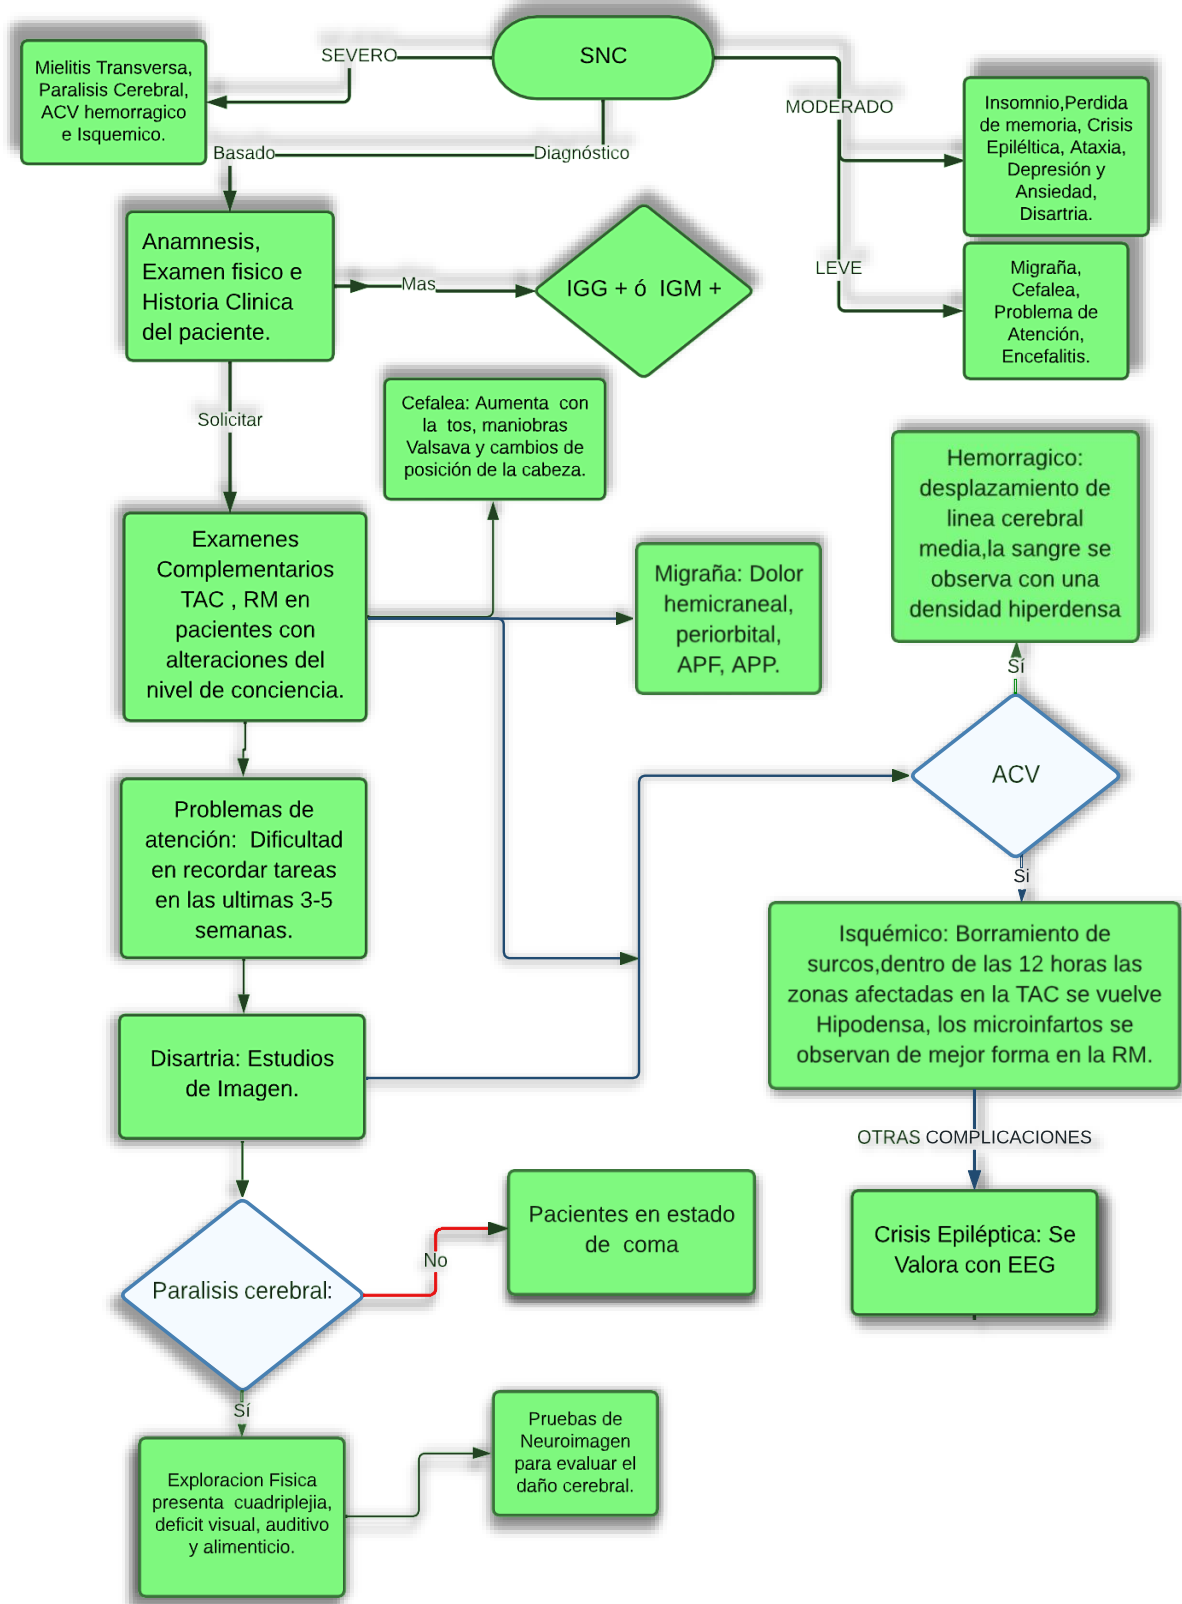 SNC
SEVERO
Mielitis Transversa,
Paralisis Cerebral,
ACV hemorragico
e Isquemico.
MODERADO
Insomnio,Perdida
de memoria, Crisis
Epiléltica, Ataxia,
Depresión y
Ansiedad,
Disartria.
LEVE
Migraña,
Cefalea,
Problema de
Atención,
Encefalitis.
Diagnóstico
Basado
Anamnesis,
Examen fisico e
Historia Clinica
del paciente.
Mas
IGG + ó  IGM +
Solicitar
Examenes
Complementarios
TAC , RM en
pacientes con
alteraciones del
nivel de conciencia.
Cefalea: Aumenta  con
la  tos, maniobras
Valsava y cambios de
posición de la cabeza.
Migraña: Dolor
hemicraneal,
periorbital,
APF, APP.
Hemorragico:
desplazamiento de
linea cerebral
media,la sangre se
observa con una
densidad hiperdensa
Sí
ACV
Si
Isquémico: Borramiento de
surcos,dentro de las 12 horas las
zonas afectadas en la TAC se vuelve
Hipodensa, los microinfartos se
observan de mejor forma en la RM.
OTRAS COMPLICACIONES
Crisis Epiléptica: Se
Valora con EEG
Problemas de
atención:  Dificultad
en recordar tareas
en las ultimas 3-5
semanas.
Disartria: Estudios
de Imagen.
Paralisis cerebral:
No
Pacientes en estado
de  coma
Sí
Exploracion Fisica
presenta  cuadriplejia,
deficit visual, auditivo
y alimenticio.
Pruebas de
Neuroimagen
para evaluar el
daño cerebral.